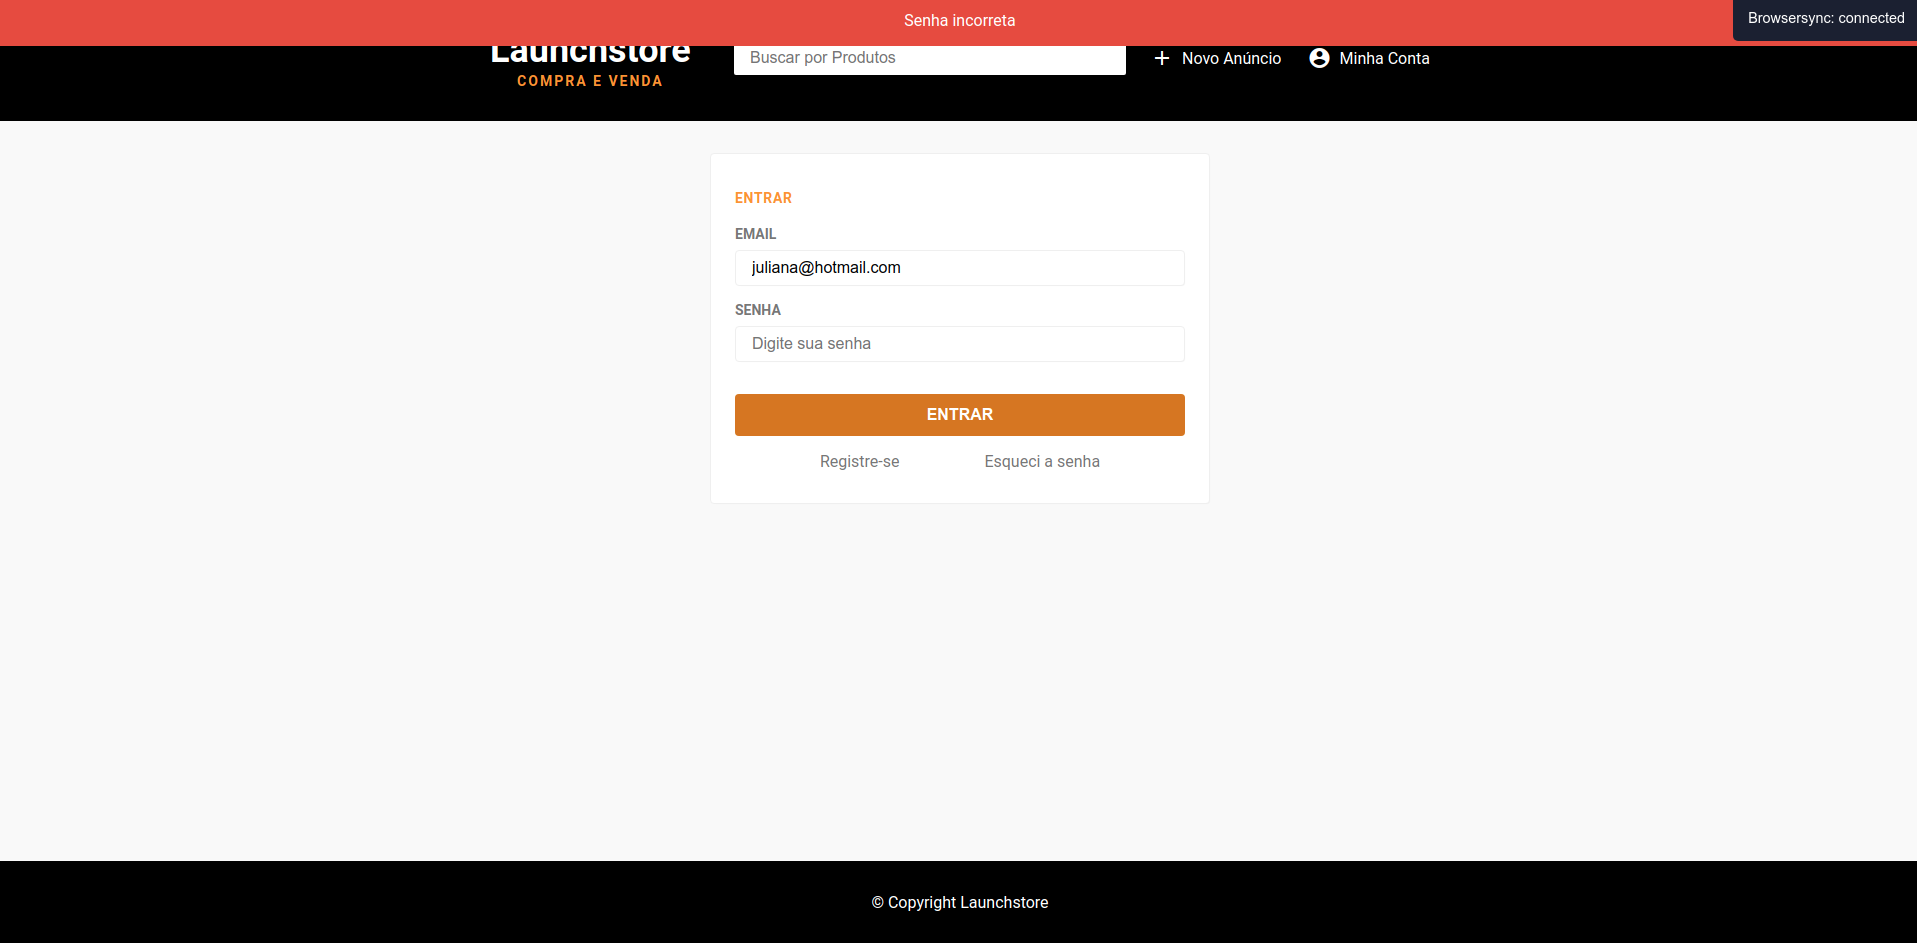 Senha incorreta
Browsersync: connected
Launchstore
COMPRA E VENDA
Buscar por Produtos
Novo Anúncio
Minha Conta
ENTRAR
EMAIL
juliana@hotmail.com
SENHA
Digite sua senha
ENTRAR
Registre-se
Esqueci a senha
© Copyright Launchstore